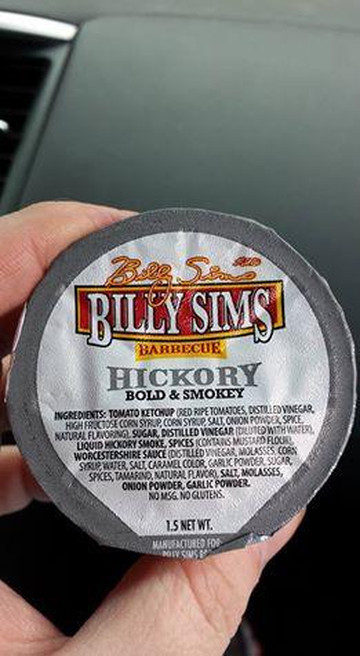 Billy Sims
BILLY SIMS
BARBECUE
HICKORY
BOLD & SMOKEY
INGREDIENTS: TOMATO KETCHUP (RED RIPE TOMATOES, DISTILLED VINEGAR,
HIGH FRUCTOSE CORN SYRUP, CORN SYRUP, SALT, ONION POWDER, SPICE,
NATURAL FLAVORING), SUGAR, DISTILLED VINEGAR (DILUTED WITH WATER),
LIQUID HICKORY SMOKE, SPICES (CONTAINS MUSTARD FLOUR),
WORCESTERSHIRE SAUCE (DISTILLED VINEGAR, MOLASSES, CORN
SYRUP, WATER, SALT, CARAMEL COLOR, GARLIC POWDER, SUGAR,
SPICES, TAMARIND, NATURAL FLAVOR), SALT, MOLASSES,
ONION POWDER, GARLIC POWDER.
NO MSG. NO GLUTENS.
1.5 NET WT.
MANUFACTURED FOR:
BILLY SIMS